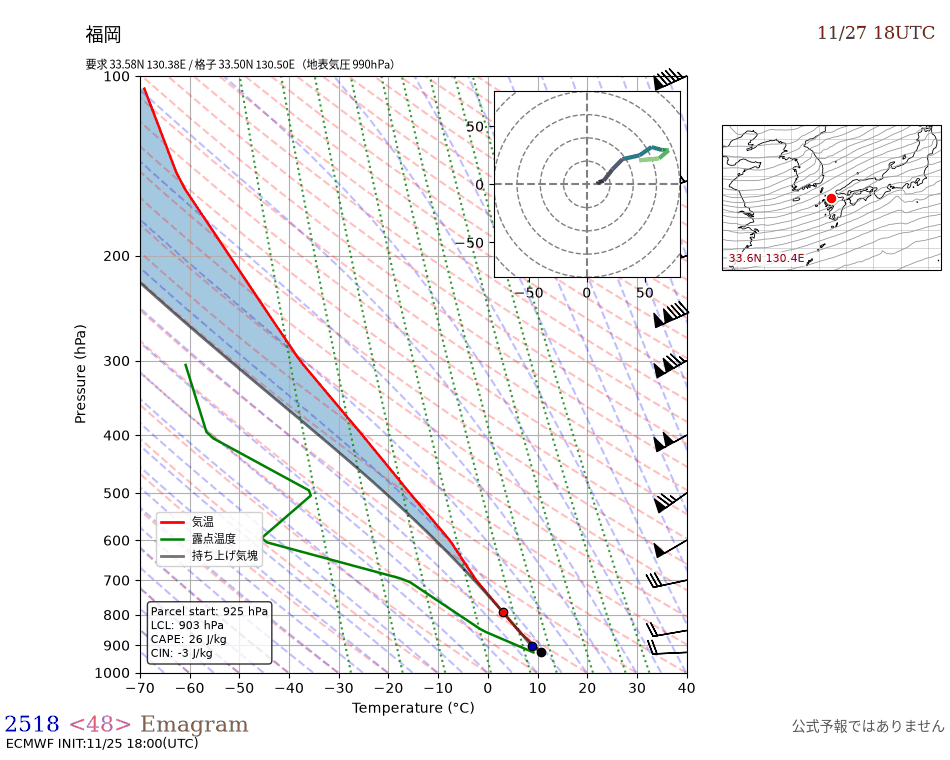 福岡
11/27 18UTC
要求 33.58N 130.38E / 格子 33.50N 130.50E（地表気圧 990hPa）
100
200
300
400
500
600
700
800
900
1000
Pressure (hPa)
50
0
−50
−50 0 50
33.6N 130.4E
気温
露点温度
持ち上げ気塊
Parcel start: 925 hPa
LCL: 903 hPa
CAPE: 26 J/kg
CIN: -3 J/kg
−70 −60 −50 −40 −30 −20 −10 0 10 20 30 40
Temperature (°C)
2518 <48> Emagram
ECMWF INIT:11/25 18:00(UTC)
公式予報ではありません